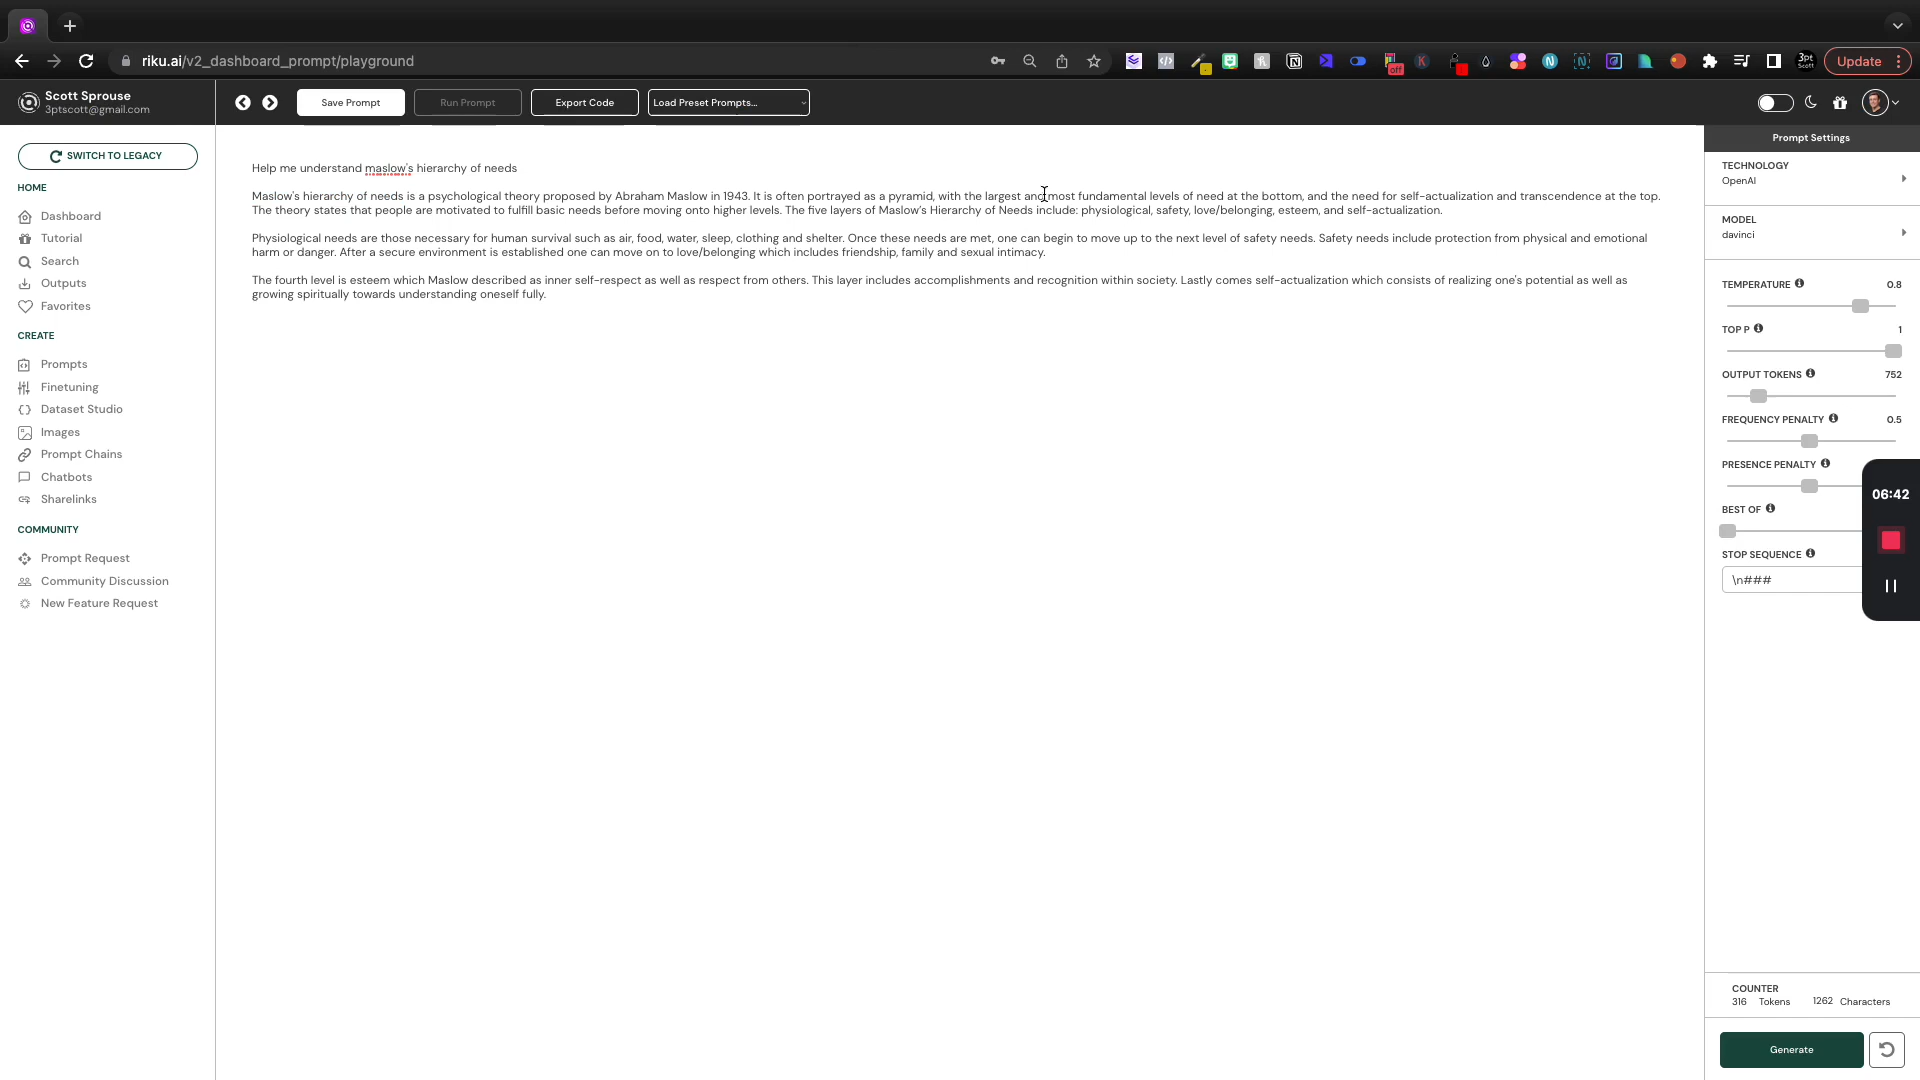 riku.ai/v2_dashboard_prompt/playground
off
K
N
3pt
Scott
Update
Scott Sprouse
3ptscott@gmail.com
Save Prompt
Run Prompt
Export Code
Load Preset Prompts...
SWITCH TO LEGACY
HOME
Dashboard
Tutorial
Search
Outputs
Favorites
CREATE
Prompts
Finetuning
Dataset Studio
Images
Prompt Chains
Chatbots
Sharelinks
COMMUNITY
Prompt Request
Community Discussion
New Feature Request
Help me understand maslow's hierarchy of needs
Maslow's hierarchy of needs is a psychological theory proposed by Abraham Maslow in 1943. It is often portrayed as a pyramid, with the largest and most fundamental levels of need at the bottom, and the need for self-actualization and transcendence at the top.
The theory states that people are motivated to fulfill basic needs before moving onto higher levels. The five layers of Maslow's Hierarchy of Needs include: physiological, safety, love/belonging, esteem, and self-actualization.
Physiological needs are those necessary for human survival such as air, food, water, sleep, clothing and shelter. Once these needs are met, one can begin to move up to the next level of safety needs. Safety needs include protection from physical and emotional
harm or danger. After a secure environment is established one can move on to love/belonging which includes friendship, family and sexual intimacy.
The fourth level is esteem which Maslow described as inner self-respect as well as respect from others. This layer includes accomplishments and recognition within society. Lastly comes self-actualization which consists of realizing one's potential as well as
growing spiritually towards understanding oneself fully.
Prompt Settings
TECHNOLOGY
OpenAI
MODEL
davinci
TEMPERATURE 0.8
TOP P 1
OUTPUT TOKENS 752
FREQUENCY PENALTY 0.5
PRESENCE PENALTY
BEST OF
STOP SEQUENCE
\n###
06:42
COUNTER
316 Tokens 1262 Characters
Generate